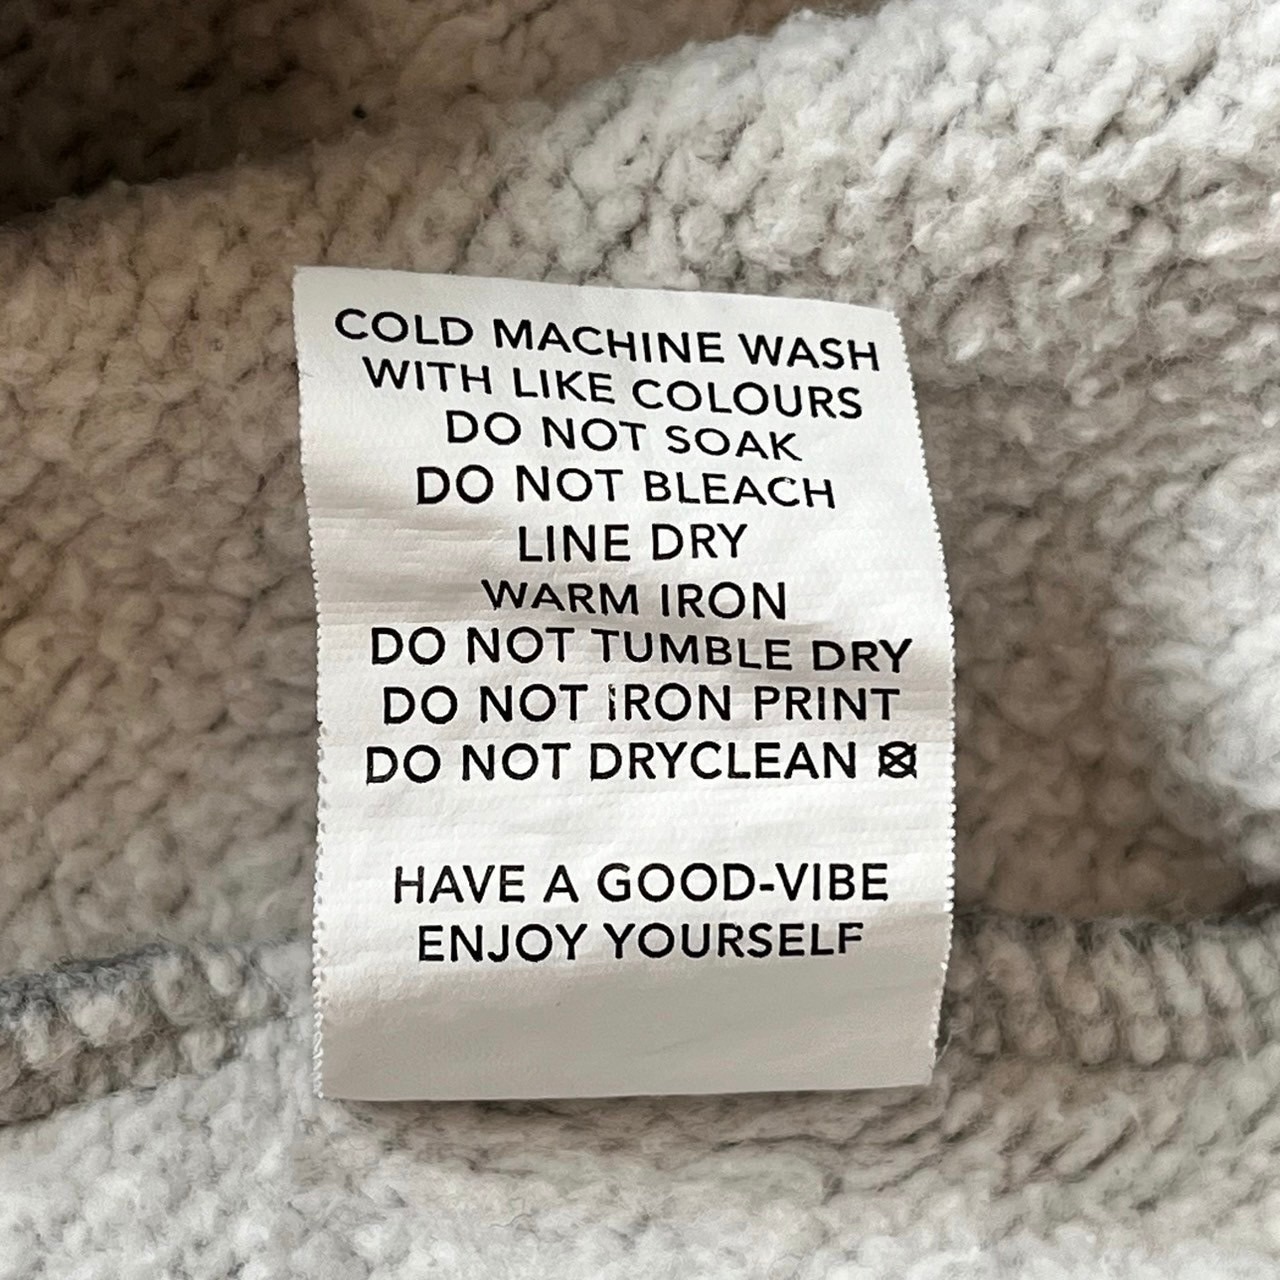 COLD MACHINE WASH
WITH LIKE COLOURS
DO NOT SOAK
DO NOT BLEACH
LINE DRY
WARM IRON
DO NOT TUMBLE DRY
DO NOT IRON PRINT
DO NOT DRYCLEAN
HAVE A GOOD-VIBE
ENJOY YOURSELF